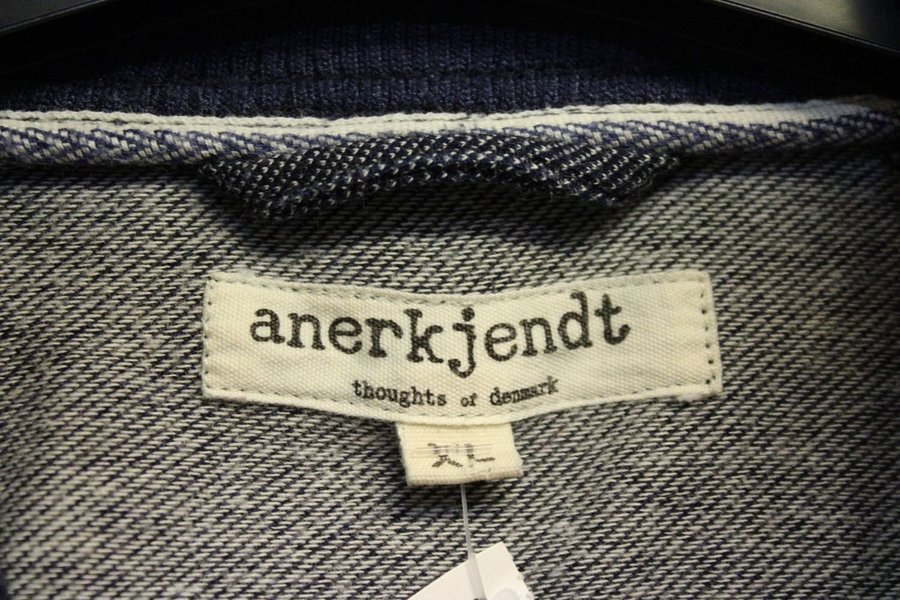 anerkjendt
thoughts of denmark
XL